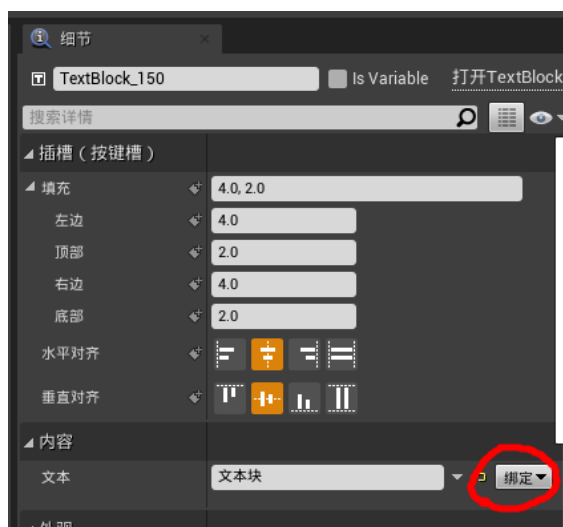 细节
TextBlock_150 Is Variable 打开TextBlock
搜索详情
插槽（按键槽）
填充 4.0, 2.0
左边 4.0
顶部 2.0
右边 4.0
底部 2.0
水平对齐
垂直对齐
内容
文本 文本块 绑定
外观